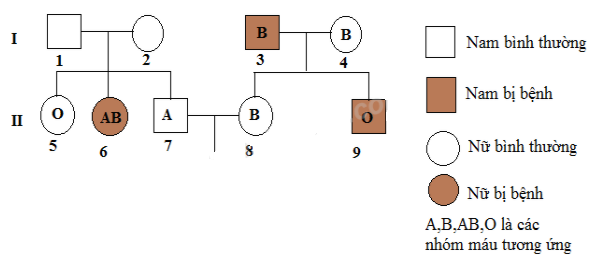 I
1
2
B
3
B
4
Nam bình thường
II
O
5
AB
6
A
7
B
8
O
9
Nam bị bệnh
Nữ bình thường
Nữ bị bệnh
A,B,AB,O là các
nhóm máu tương ứng